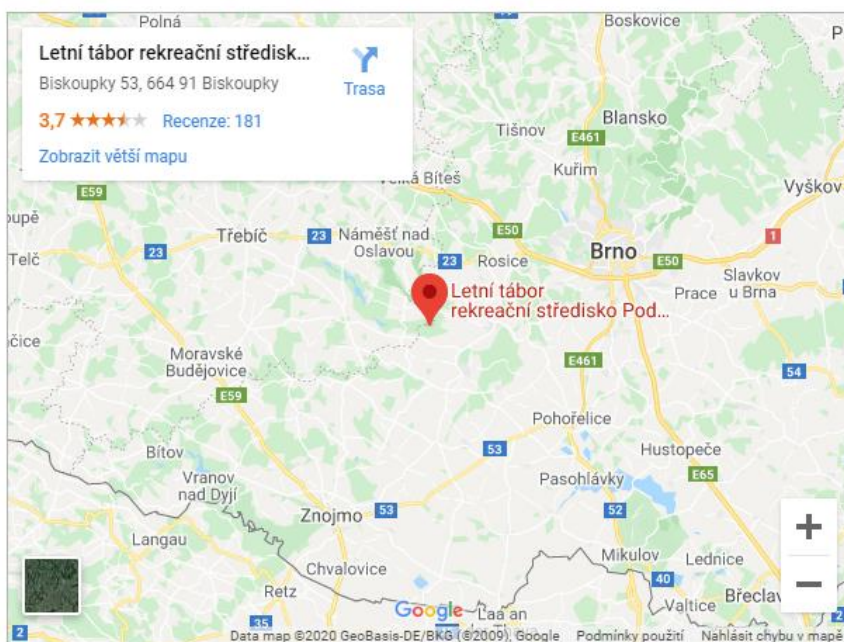 Polná
Boskovice
Letní tábor rekreační středisk...
Biskoupky 53, 664 91 Biskoupky
Trasa
3,7
Recenze: 181
Zobrazit větší mapu
Blansko
Tišnov
E461
Kuřim
Velká Bíteš
Vyškov
E59
E50
Třebíč
23
Náměšť nad
Oslavou
Brno
1
Telč
23
23
Rosice
E50
Slavkov
u Brna
Prace
Letní tábor
rekreační středisko Pod...
Moravské
Budějovice
E461
54
E59
Pohořelice
Hustopeče
53
Bítov
E65
Pasohlávky
Vranov
nad Dyjí
Znojmo
53
52
Langau
Mikulov
Lednice
Chvalovice
40
Břeclav
Retz
Valtice
2
35
Google
Laa an
Data map ©2020 GeoBasis-DE/BKG (©2009), Google
Podmínky použití
Nahlásit chybu v mapě